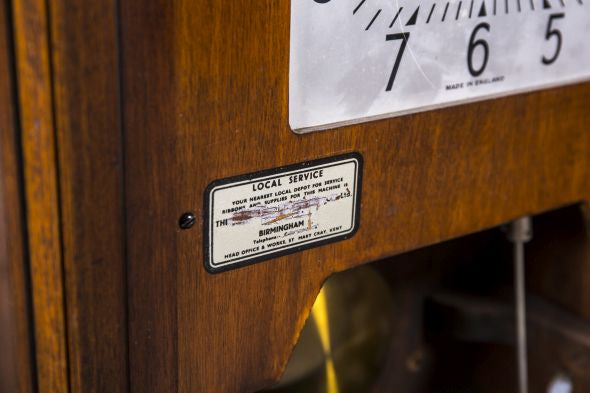 7 6 5
MADE IN ENGLAND
LOCAL SERVICE
YOUR NEAREST LOCAL DEPOT FOR SERVICE
RIBBONS AND SUPPLIES FOR THIS MACHINE IS
THE Ltd.
BIRMINGHAM
Telephone
HEAD OFFICE & WORKS, ST MARY CRAY, KENT